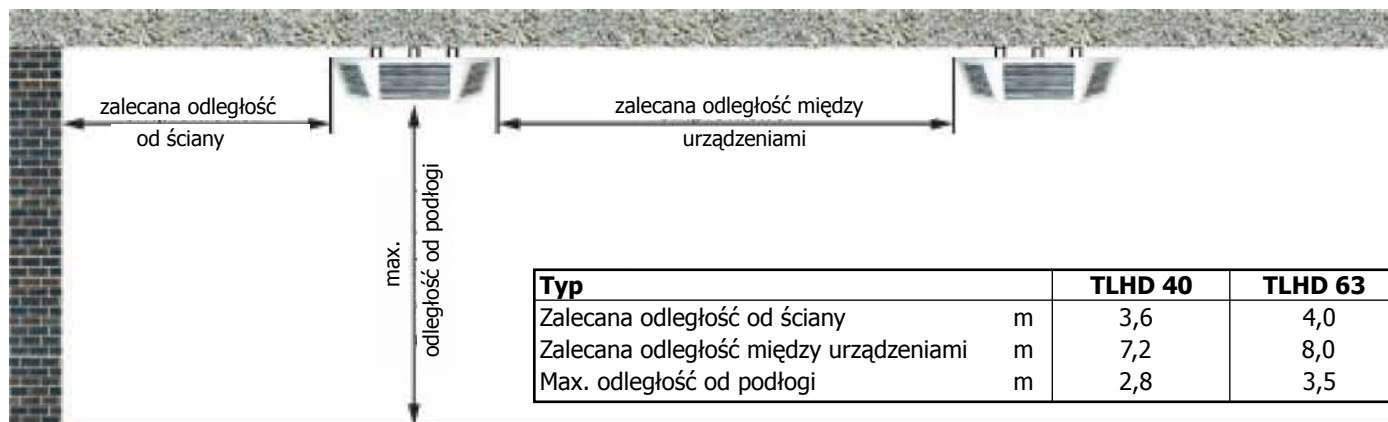 zalecana odległość
od ściany
zalecana odległość między
urządzeniami
max.
odległość od podłogi
Typ TLHD 40 TLHD 63
Zalecana odległość od ściany m 3,6 4,0
Zalecana odległość między urządzeniami m 7,2 8,0
Max. odległość od podłogi m 2,8 3,5